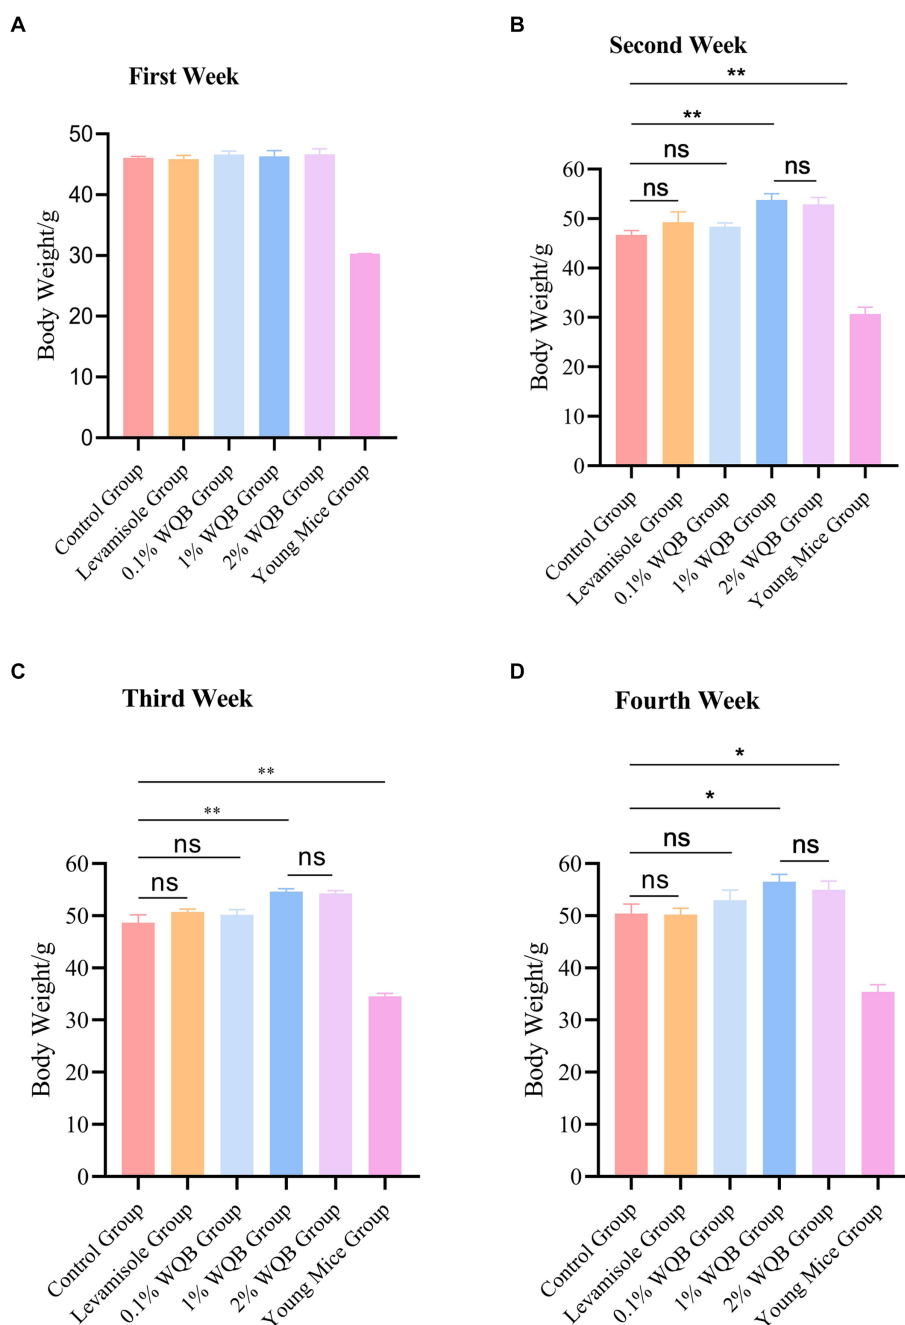 A
First Week
Body Weight/g
50
40
30
20
10
0
Control Group
Levamisole Group
0.1% WQB Group
1% WQB Group
2% WQB Group
Young Mice Group
B
Second Week
**
**
ns
ns
ns
Body Weight/g
60
50
40
30
20
10
0
Control Group
Levamisole Group
0.1% WQB Group
1% WQB Group
2% WQB Group
Young Mice Group
C
Third Week
**
**
ns
ns
ns
Body Weight/g
60
50
40
30
20
10
0
Control Group
Levamisole Group
0.1% WQB Group
1% WQB Group
2% WQB Group
Young Mice Group
D
Fourth Week
*
*
ns
ns
ns
Body Weight/g
60
50
40
30
20
10
0
Control Group
Levamisole Group
0.1% WQB Group
1% WQB Group
2% WQB Group
Young Mice Group